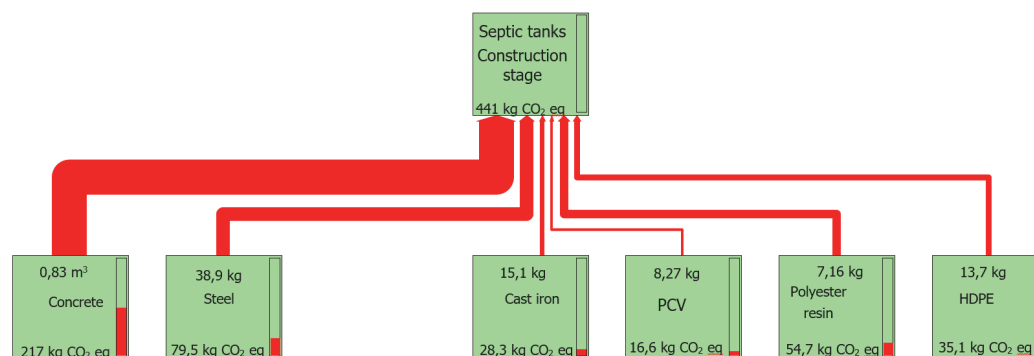 Septic tanks
Construction
stage
441 kg CO₂ eq
0,83 m³
Concrete
217 kg CO₂ eq
38,9 kg
Steel
79,5 kg CO₂ eq
15,1 kg
Cast iron
28,3 kg CO₂ eq
8,27 kg
PCV
16,6 kg CO₂ eq
7,16 kg
Polyester
resin
54,7 kg CO₂ eq
13,7 kg
HDPE
35,1 kg CO₂ eq